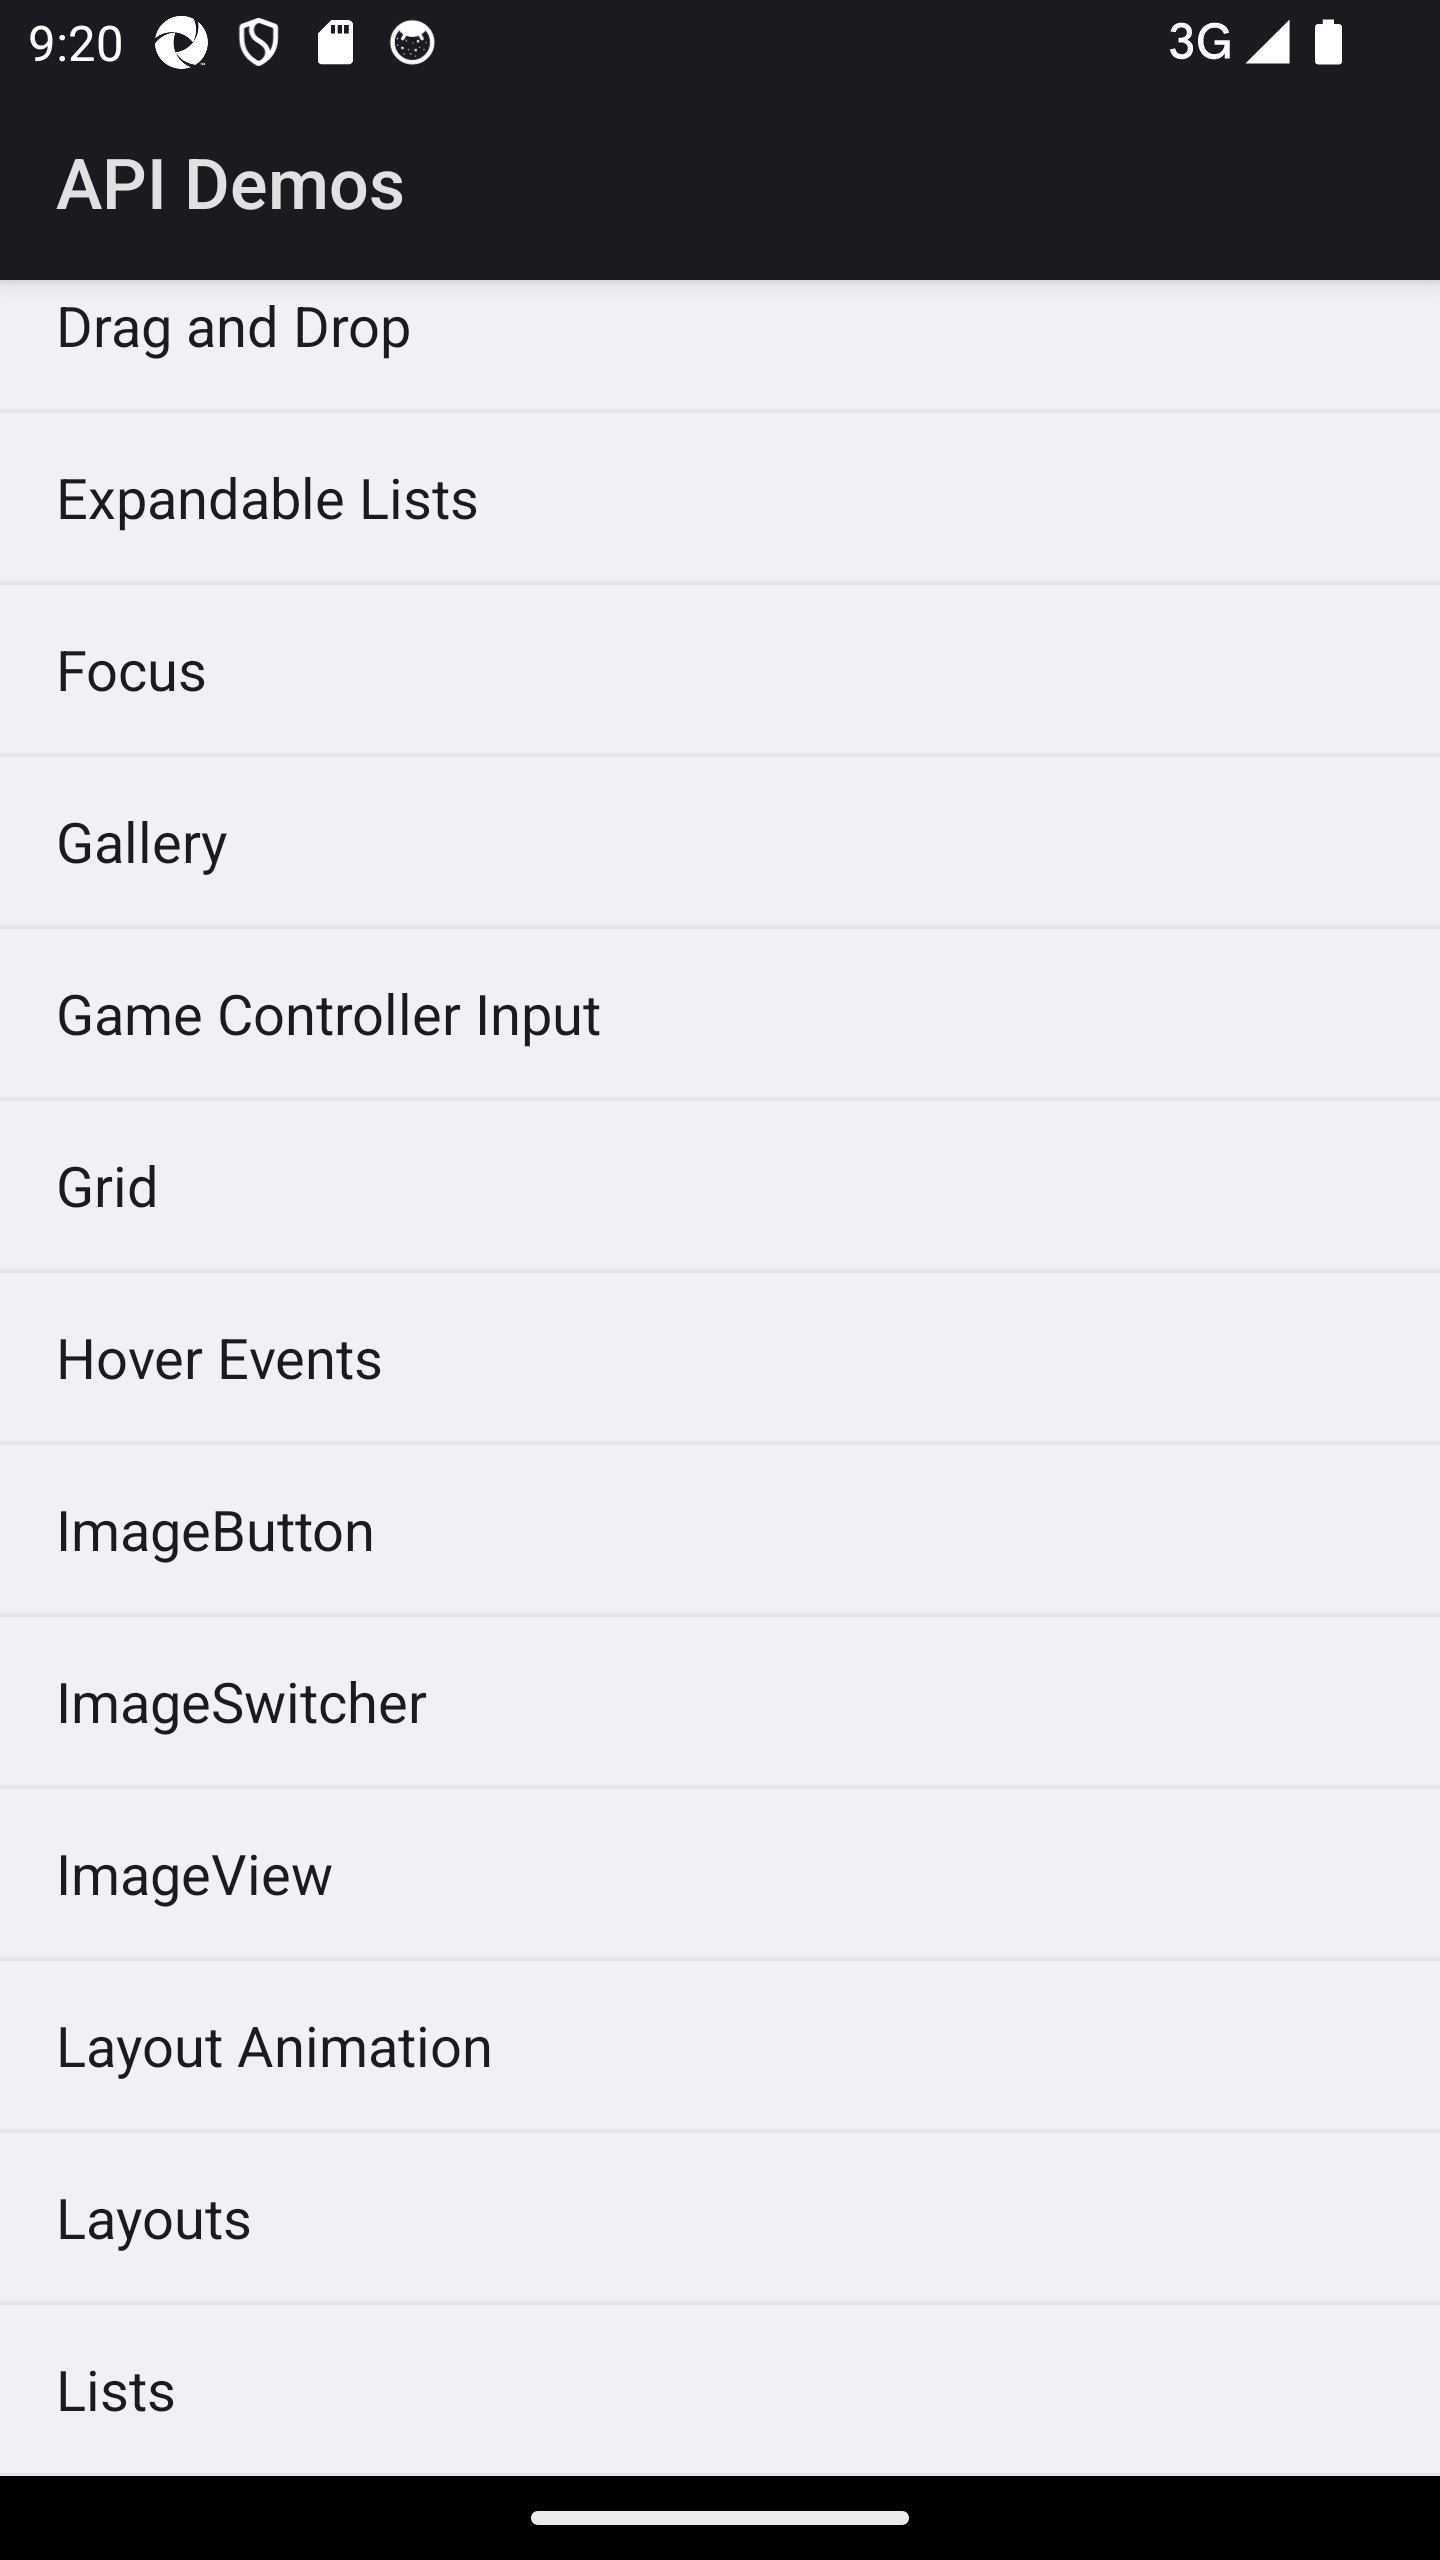 9:20
3G
API Demos
Drag and Drop
Expandable Lists
Focus
Gallery
Game Controller Input
Grid
Hover Events
ImageButton
ImageSwitcher
ImageView
Layout Animation
Layouts
Lists